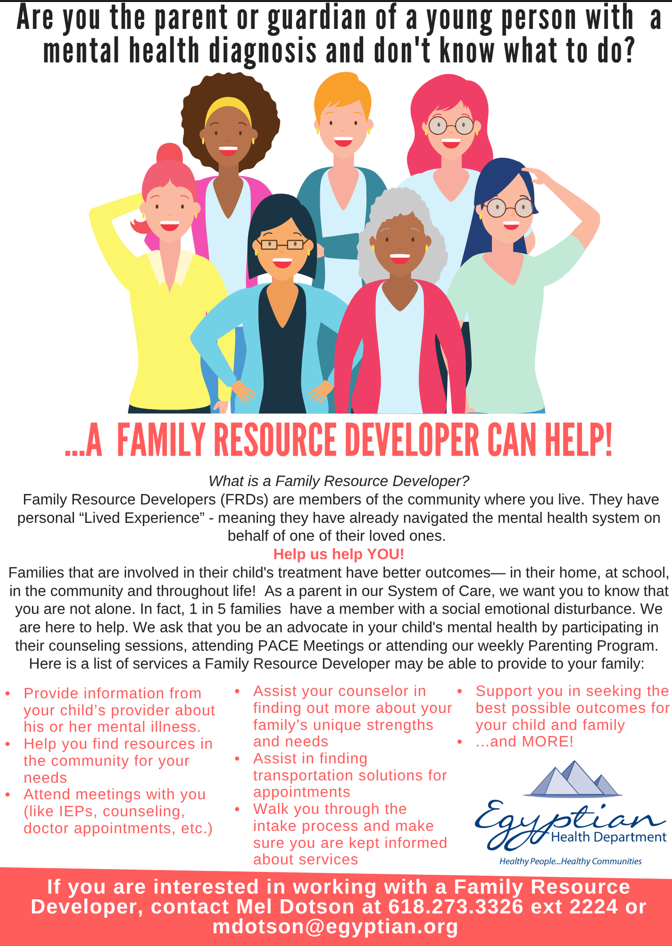 Are you the parent or guardian of a young person with a
mental health diagnosis and don't know what to do?
...A FAMILY RESOURCE DEVELOPER CAN HELP!
What is a Family Resource Developer?
Family Resource Developers (FRDs) are members of the community where you live. They have
personal “Lived Experience” - meaning they have already navigated the mental health system on
behalf of one of their loved ones.
Help us help YOU!
Families that are involved in their child's treatment have better outcomes— in their home, at school,
in the community and throughout life! As a parent in our System of Care, we want you to know that
you are not alone. In fact, 1 in 5 families have a member with a social emotional disturbance. We
are here to help. We ask that you be an advocate in your child's mental health by participating in
their counseling sessions, attending PACE Meetings or attending our weekly Parenting Program.
Here is a list of services a Family Resource Developer may be able to provide to your family:
• Provide information from
your child’s provider about
his or her mental illness.
• Help you find resources in
the community for your
needs
• Attend meetings with you
(like IEPs, counseling,
doctor appointments, etc.)
• Assist your counselor in
finding out more about your
family’s unique strengths
and needs
• Assist in finding
transportation solutions for
appointments
• Walk you through the
intake process and make
sure you are kept informed
about services
• Support you in seeking the
best possible outcomes for
your child and family
• ...and MORE!
Egyptian
Health Department
Healthy People...Healthy Communities
If you are interested in working with a Family Resource
Developer, contact Mel Dotson at 618.273.3326 ext 2224 or
mdotson@egyptian.org